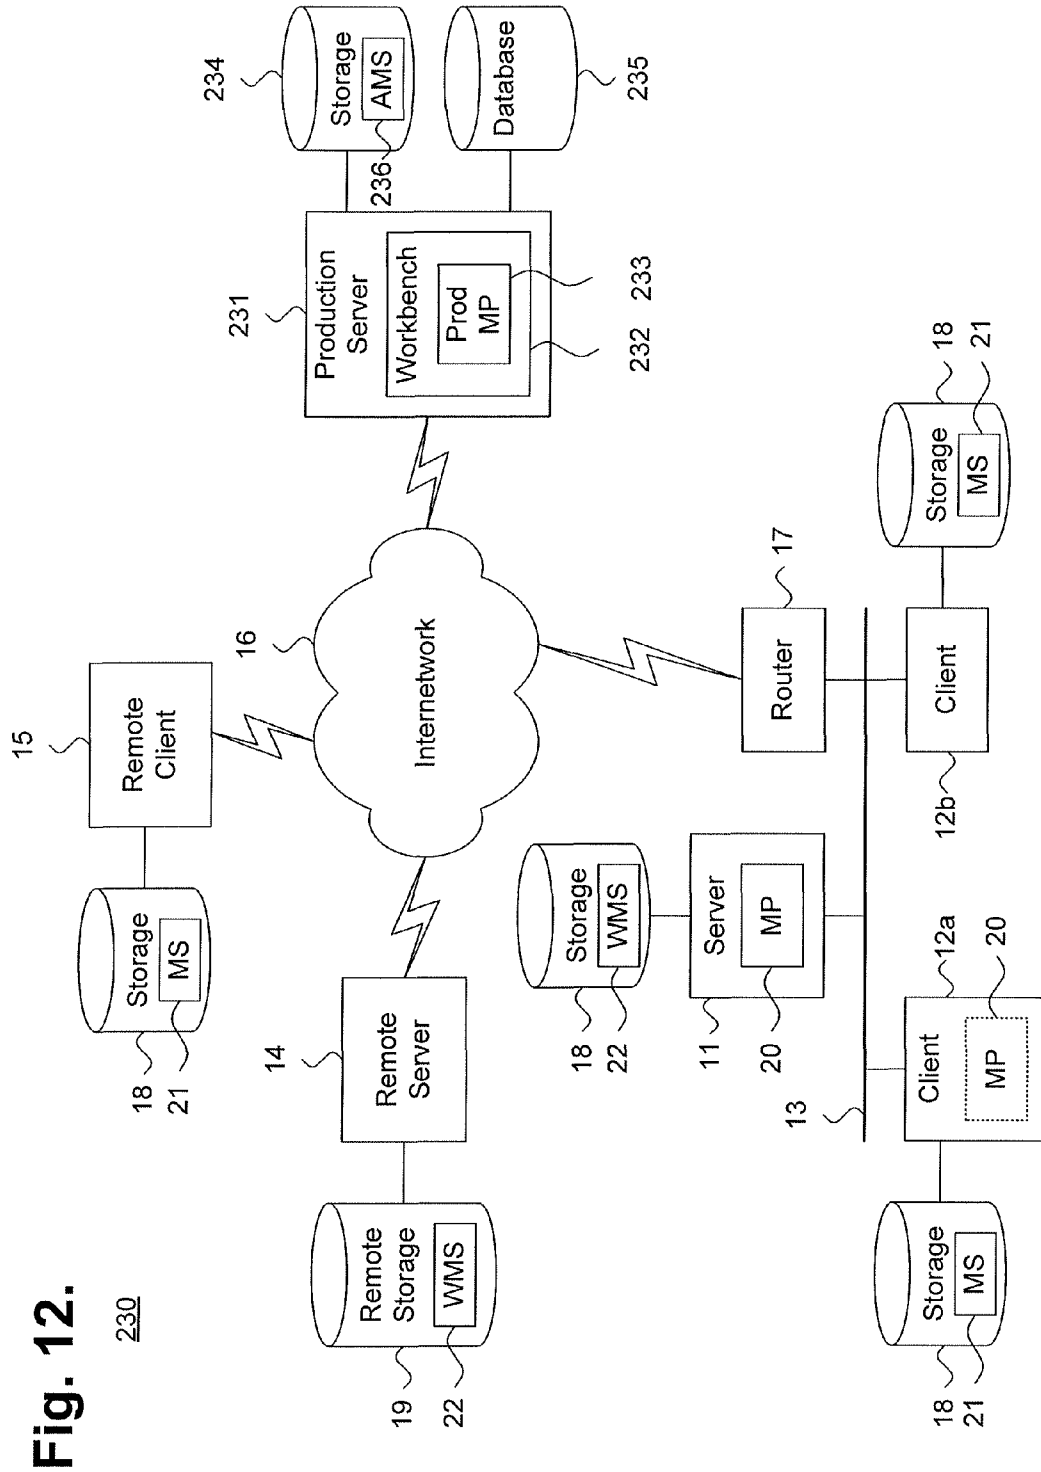 Fig. 12.
230
15
Remote
Client
Storage
MS
18
21
14
Remote
Server
Remote
Storage
WMS
19
22
16
Internetwork
231
Production
Server
Workbench
Prod
MP
232
233
234
Storage
AMS
236
Database
235
Storage
WMS
18
22
Server
MP
11
20
17
Router
13
Client
12b
Storage
MS
18
21
Client
MP
12a
20
Storage
MS
18
21